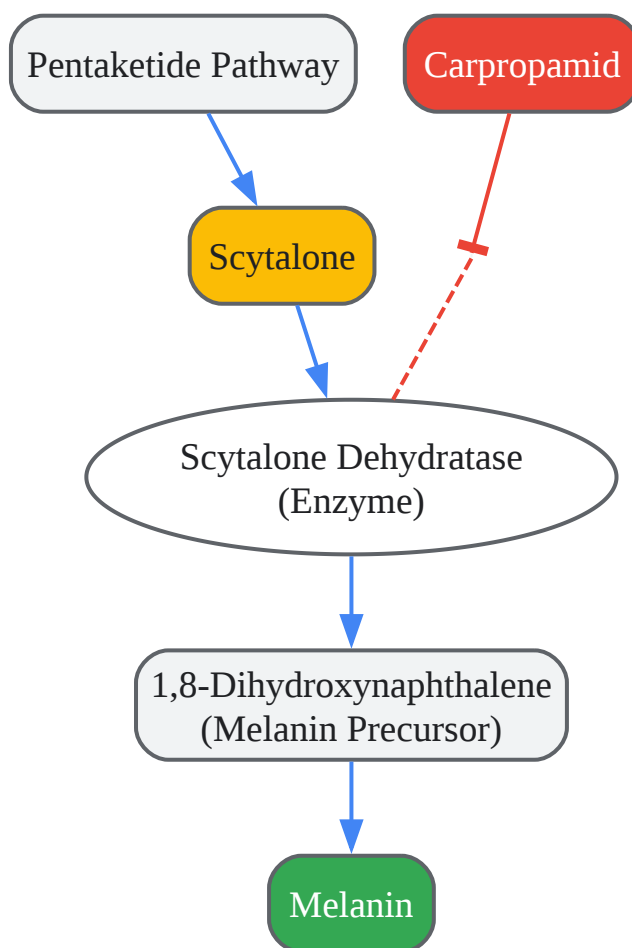 Pentaketide Pathway
Carpropamid
Scytalone
Scytalone Dehydratase
(Enzyme)
1,8-Dihydroxynaphthalene
(Melanin Precursor)
Melanin